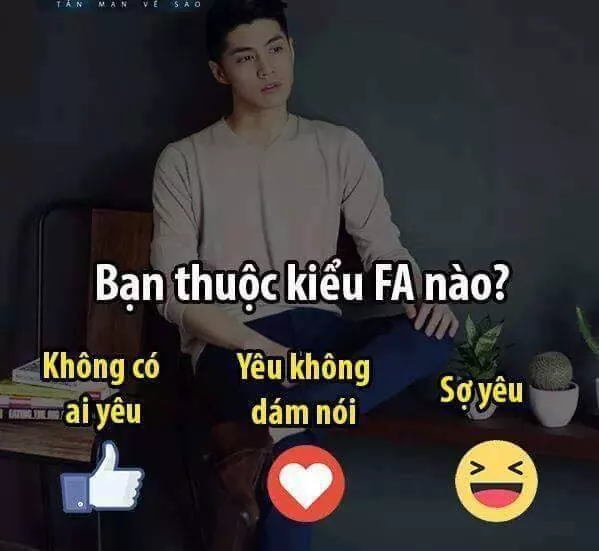 TẢN MẠN VỀ SAO
Bạn thuộc kiểu FA nào?
Không có
ai yêu
Yêu không
dám nói
Sợ yêu